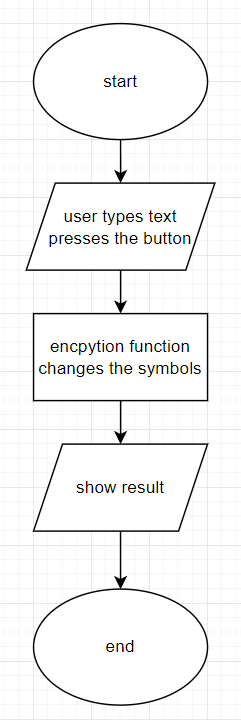 start
user types text
presses the button
encpytion function
changes the symbols
show result
end